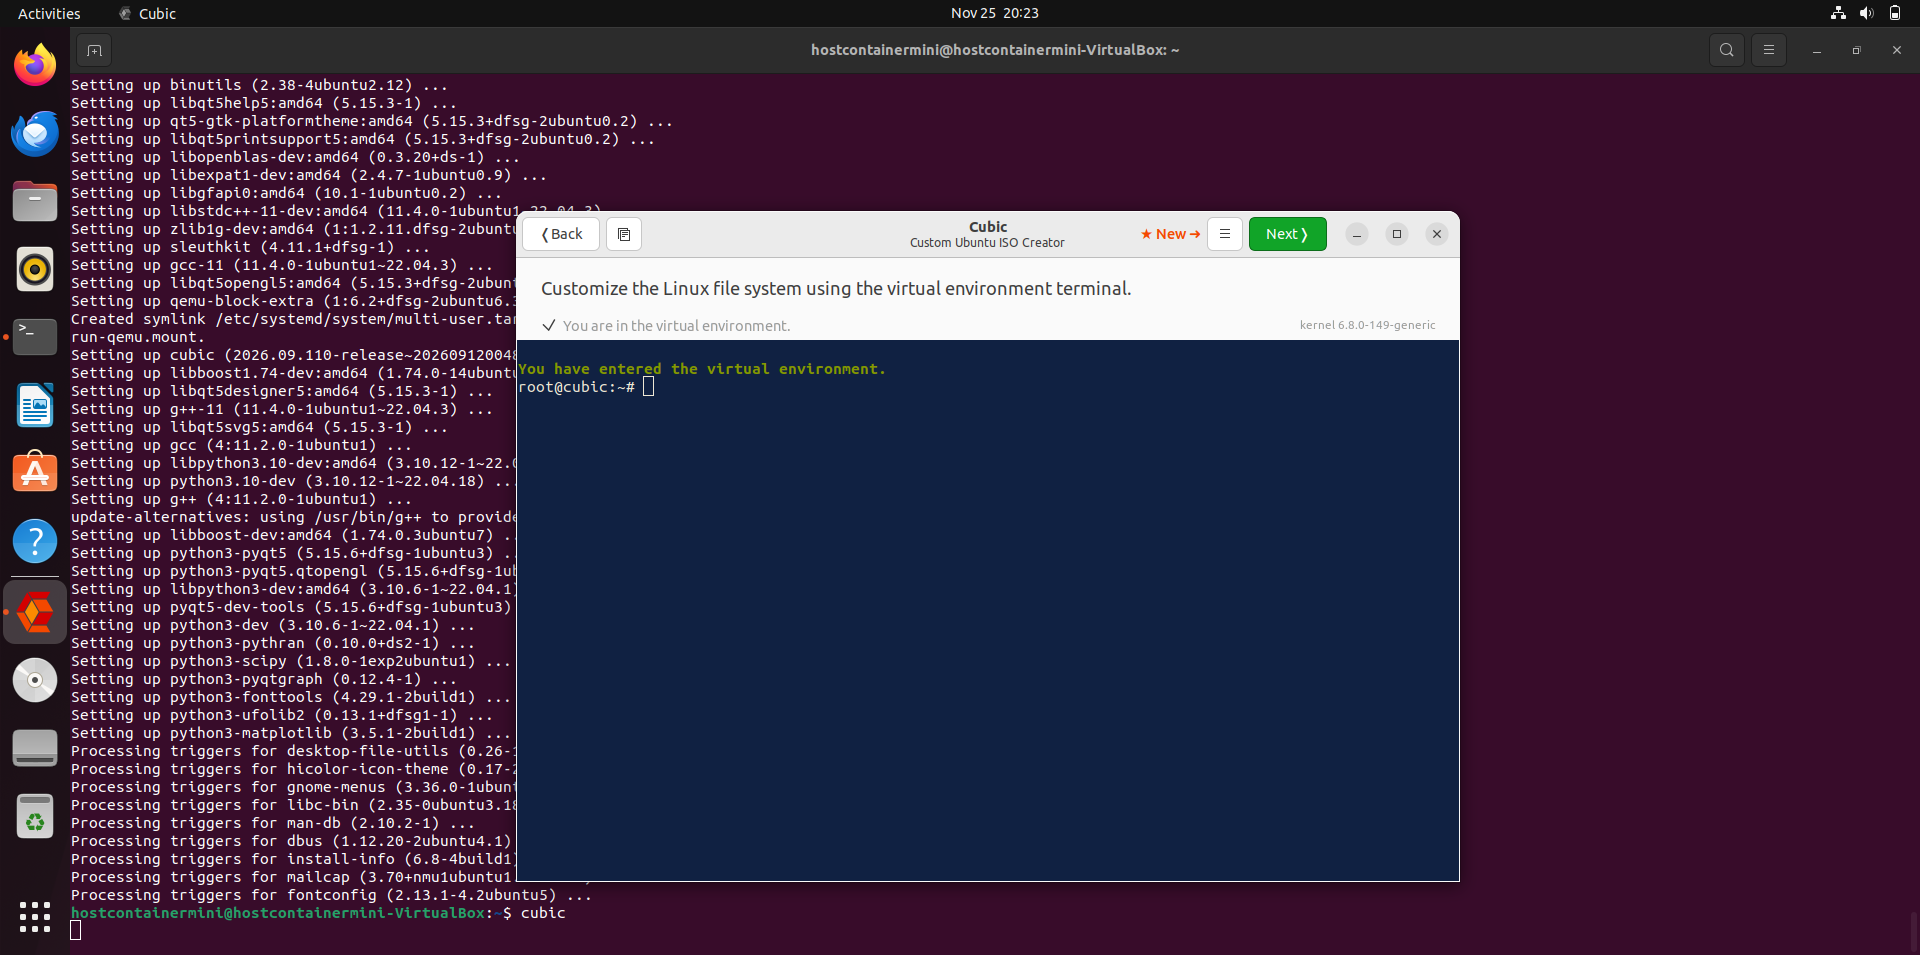 Activities
Cubic
Nov 25 20:23
hostcontainermini@hostcontainermini-VirtualBox: ~
Setting up binutils (2.38-4ubuntu2.12) ...
Setting up libqt5help5:amd64 (5.15.3-1) ...
Setting up qt5-gtk-platformtheme:amd64 (5.15.3+dfsg-2ubuntu0.2) ...
Setting up libqt5printsupport5:amd64 (5.15.3+dfsg-2ubuntu0.2) ...
Setting up libopenblas-dev:amd64 (0.3.20+ds-1) ...
Setting up libexpat1-dev:amd64 (2.4.7-1ubuntu0.9) ...
Setting up libgfapi0:amd64 (10.1-1ubuntu0.2) ...
Setting up libstdc++-11-dev:amd64 (11.4.0-1ubuntu1~22.04.3)
Setting up zlib1g-dev:amd64 (1:1.2.11.dfsg-2ubuntu
Setting up sleuthkit (4.11.1+dfsg-1) ...
Setting up gcc-11 (11.4.0-1ubuntu1~22.04.3) ...
Setting up libqt5opengl5:amd64 (5.15.3+dfsg-2ubunt
Setting up qemu-block-extra (1:6.2+dfsg-2ubuntu6.3
Created symlink /etc/systemd/system/multi-user.tar
run-qemu.mount.
Setting up cubic (2026.09.110-release~202609120048
Setting up libboost1.74-dev:amd64 (1.74.0-14ubuntu
Setting up libqt5designer5:amd64 (5.15.3-1) ...
Setting up g++-11 (11.4.0-1ubuntu1~22.04.3) ...
Setting up libqt5svg5:amd64 (5.15.3-1) ...
Setting up gcc (4:11.2.0-1ubuntu1) ...
Setting up libpython3.10-dev:amd64 (3.10.12-1~22.0
Setting up python3.10-dev (3.10.12-1~22.04.18) ...
Setting up g++ (4:11.2.0-1ubuntu1) ...
update-alternatives: using /usr/bin/g++ to provide
Setting up libboost-dev:amd64 (1.74.0.3ubuntu7) ..
Setting up python3-pyqt5 (5.15.6+dfsg-1ubuntu3) ..
Setting up python3-pyqt5.qtopengl (5.15.6+dfsg-1ub
Setting up libpython3-dev:amd64 (3.10.6-1~22.04.1)
Setting up pyqt5-dev-tools (5.15.6+dfsg-1ubuntu3)
Setting up python3-dev (3.10.6-1~22.04.1) ...
Setting up python3-pythran (0.10.0+ds2-1) ...
Setting up python3-scipy (1.8.0-1exp2ubuntu1) ...
Setting up python3-pyqtgraph (0.12.4-1) ...
Setting up python3-fonttools (4.29.1-2build1) ...
Setting up python3-ufolib2 (0.13.1+dfsg1-1) ...
Setting up python3-matplotlib (3.5.1-2build1) ...
Processing triggers for desktop-file-utils (0.26-1
Processing triggers for hicolor-icon-theme (0.17-2
Processing triggers for gnome-menus (3.36.0-1ubunt
Processing triggers for libc-bin (2.35-0ubuntu3.18
Processing triggers for man-db (2.10.2-1) ...
Processing triggers for dbus (1.12.20-2ubuntu4.1)
Processing triggers for install-info (6.8-4build1)
Processing triggers for mailcap (3.70+nmu1ubuntu1
Processing triggers for fontconfig (2.13.1-4.2ubuntu5) ...
hostcontainermini@hostcontainermini-VirtualBox:~$ cubic
❬Back
Cubic
Custom Ubuntu ISO Creator
★ New ➔
Next❭
Customize the Linux file system using the virtual environment terminal.
✓ You are in the virtual environment.
kernel 6.8.0-149-generic
You have entered the virtual environment.
root@cubic:~#